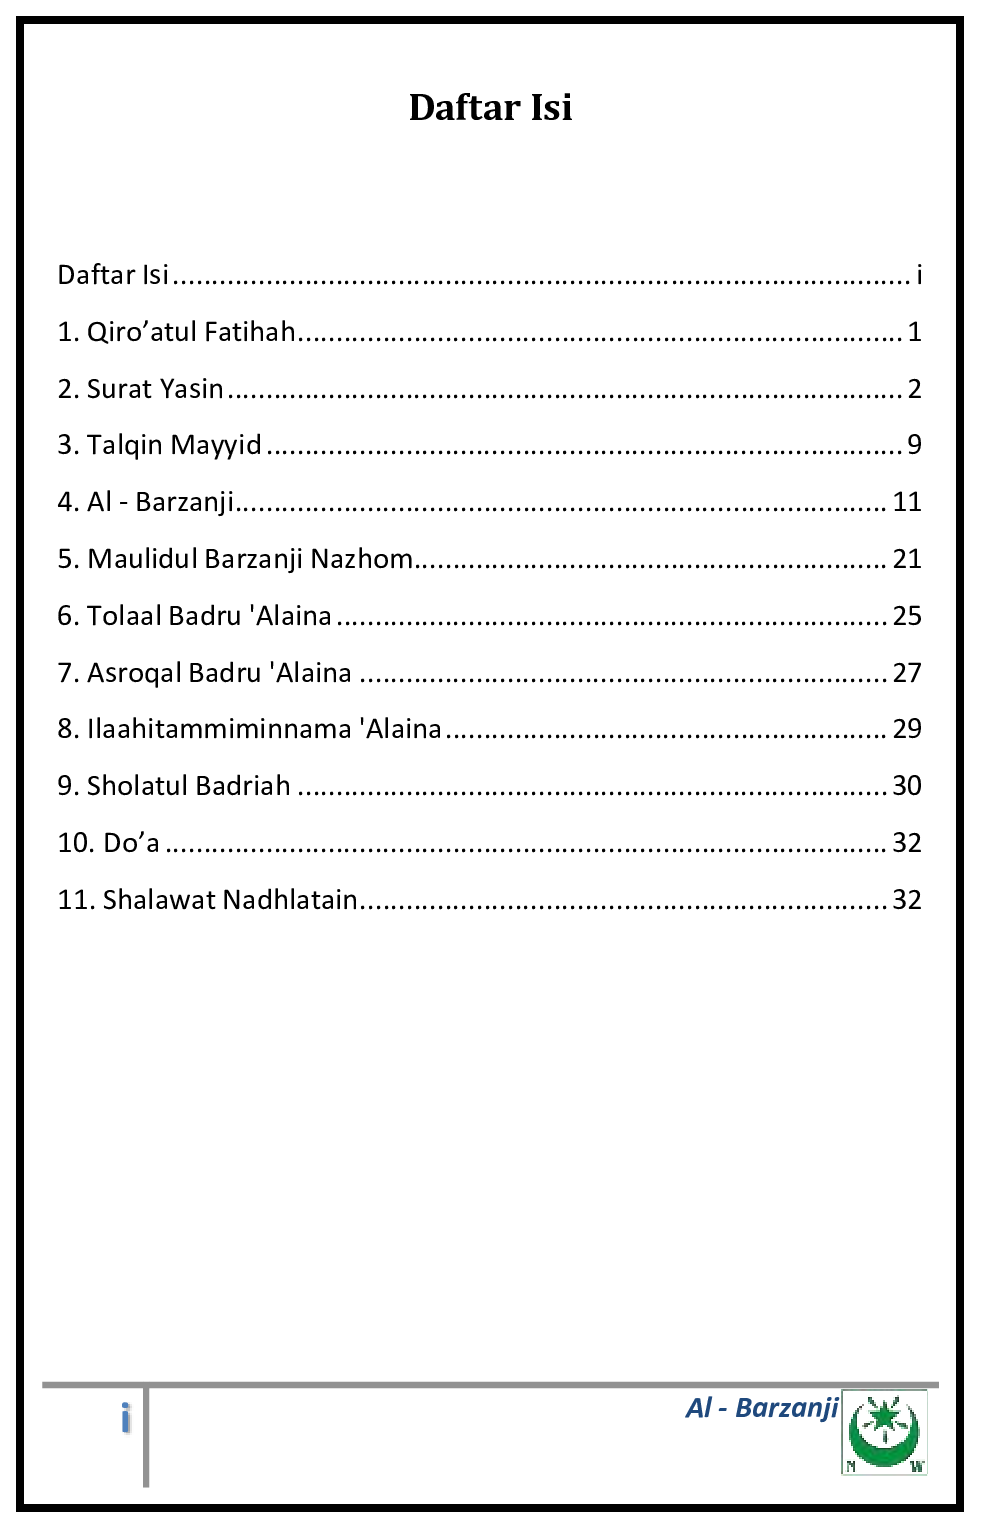 Daftar Isi
Daftar Isi.......................................................................................... i
1. Qiro’atul Fatihah.......................................................................... 1
2. Surat Yasin.................................................................................. 2
3. Talqin Mayyid.............................................................................. 9
4. Al - Barzanji................................................................................ 11
5. Maulidul Barzanji Nazhom.......................................................... 21
6. Tolaal Badru 'Alaina.................................................................... 25
7. Asroqal Badru 'Alaina ................................................................. 27
8. Ilaahitammiminnama 'Alaina....................................................... 29
9. Sholatul Badriah ......................................................................... 30
10. Do’a ......................................................................................... 32
11. Shalawat Nadhlatain................................................................. 32
i
Al - Barzanji
N W